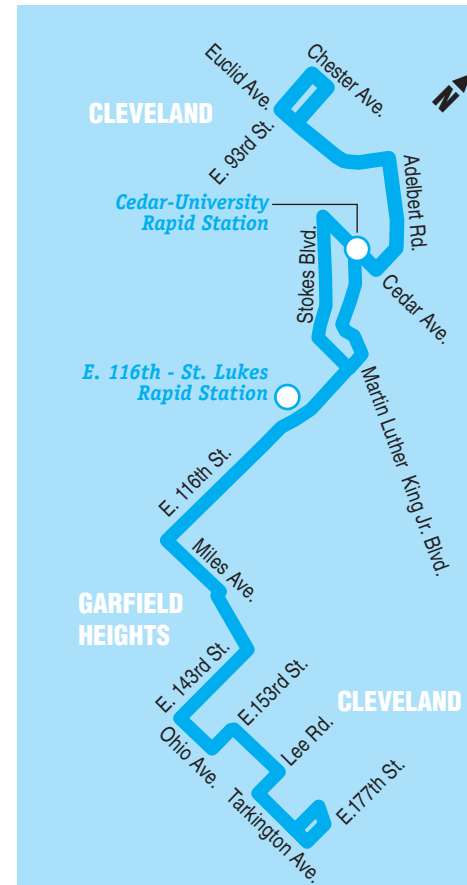 Chester Ave.
Euclid Ave.
N
CLEVELAND
E. 93rd St.
Adelbert Rd.
Cedar-University
Rapid Station
Stokes Blvd.
Cedar Ave.
E. 116th - St. Lukes
Rapid Station
Martin Luther King Jr. Blvd.
E. 116th St.
Miles Ave.
GARFIELD
HEIGHTS
E. 143rd St.
E.153rd St.
CLEVELAND
Ohio Ave.
Lee Rd.
E.177th St.
Tarkington Ave.